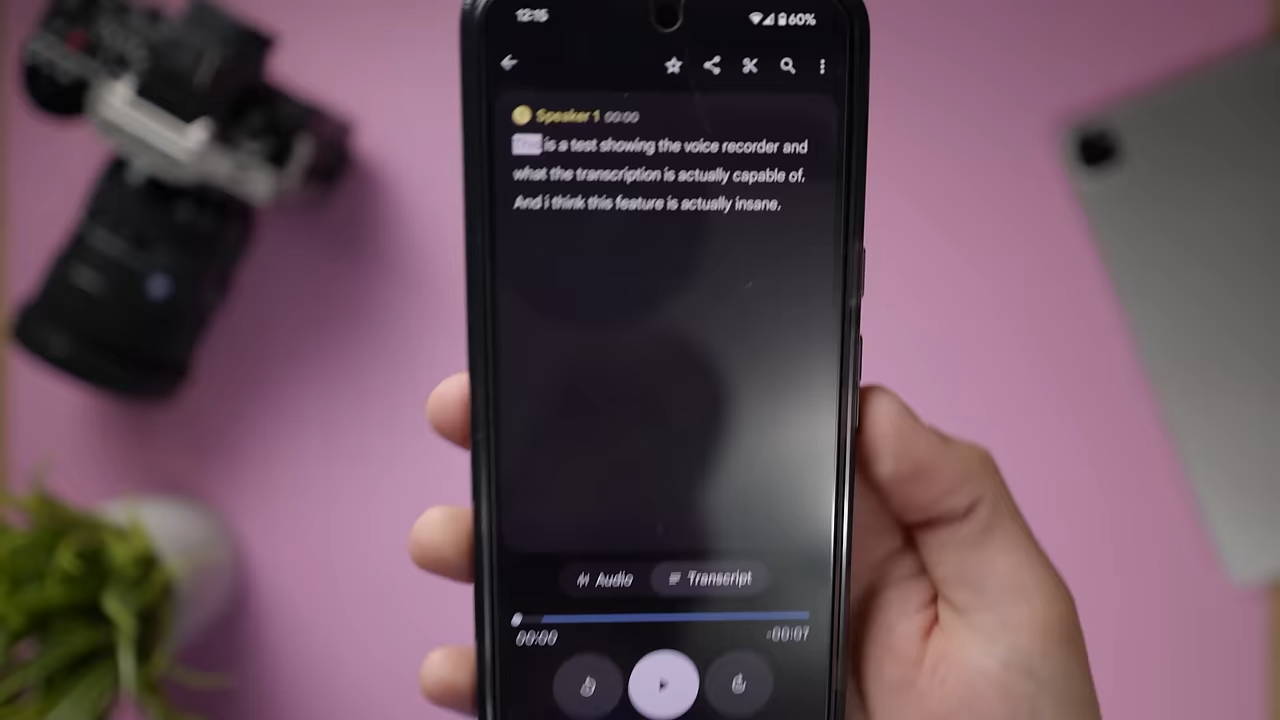 12:15 60%
Speaker 1 00:00
This is a test showing the voice recorder and
what the transcription is actually capable of.
And i think this feature is actually insane.
Audio Transcript
00:00 -00:07